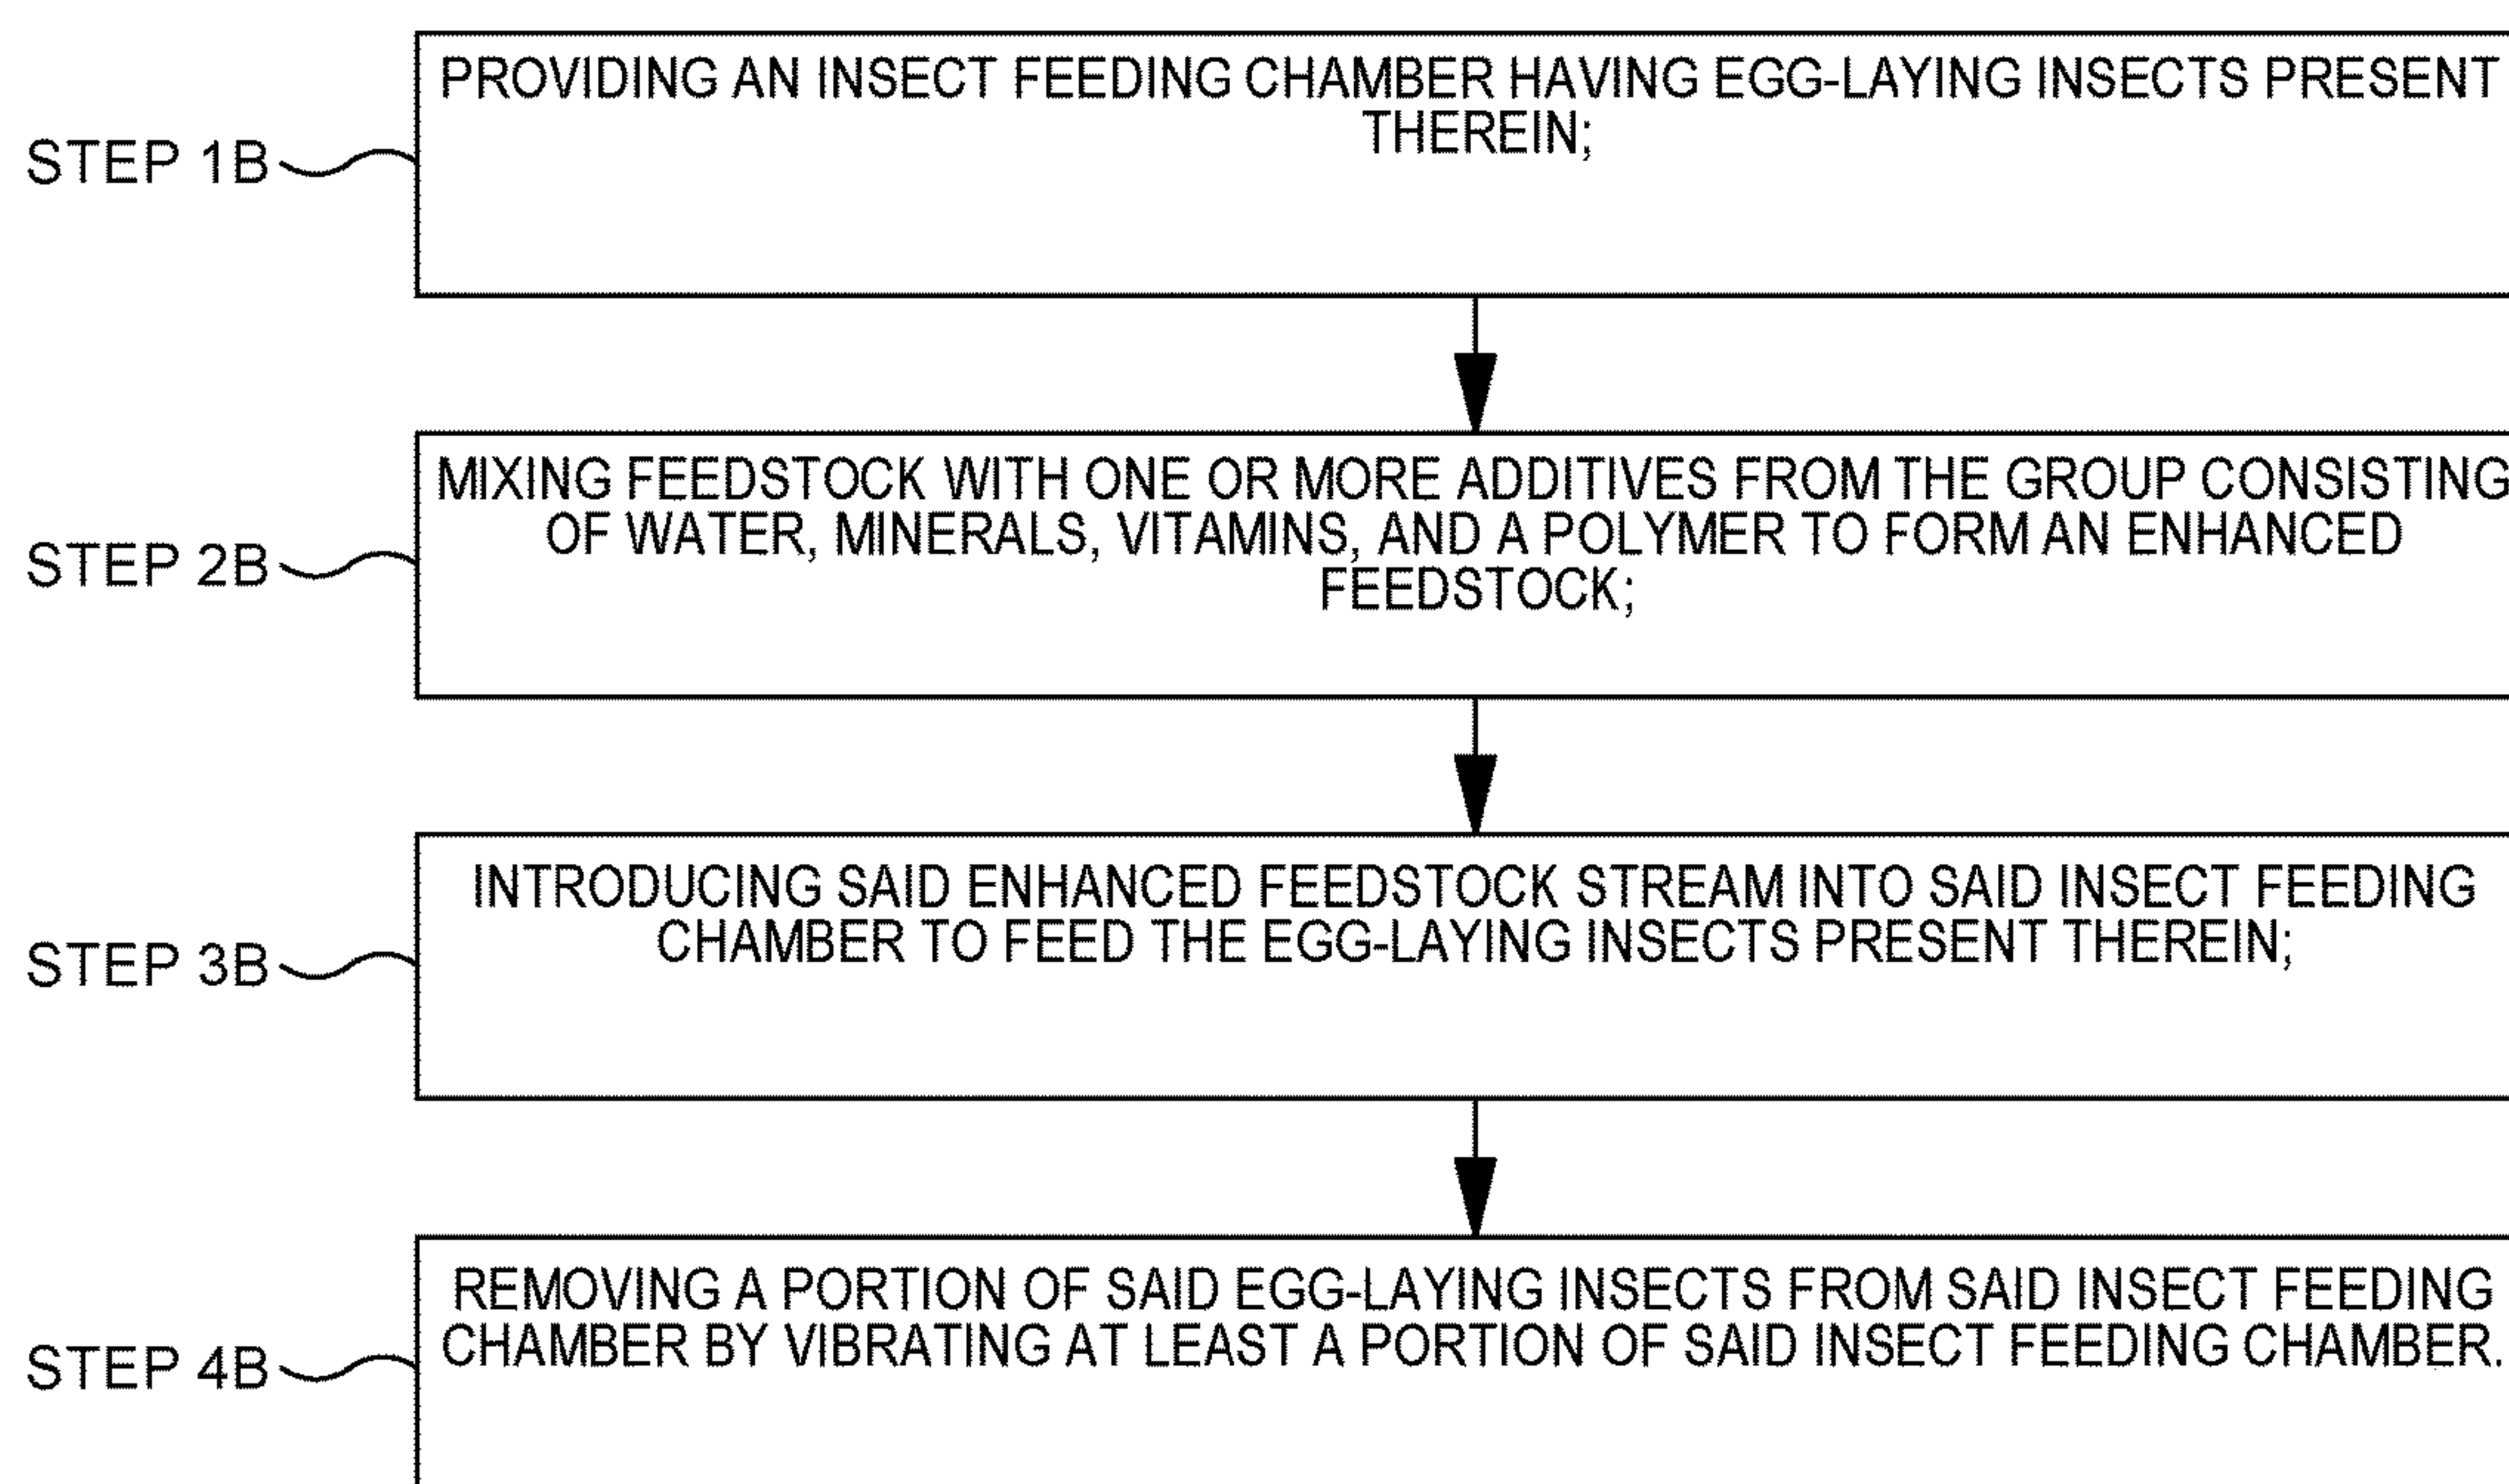 PROVIDING AN INSECT FEEDING CHAMBER HAVING EGG-LAYING INSECTS PRESENT
THEREIN;
STEP 1B
MIXING FEEDSTOCK WITH ONE OR MORE ADDITIVES FROM THE GROUP CONSISTING
OF WATER, MINERALS, VITAMINS, AND A POLYMER TO FORM AN ENHANCED
FEEDSTOCK;
STEP 2B
INTRODUCING SAID ENHANCED FEEDSTOCK STREAM INTO SAID INSECT FEEDING
CHAMBER TO FEED THE EGG-LAYING INSECTS PRESENT THEREIN;
STEP 3B
REMOVING A PORTION OF SAID EGG-LAYING INSECTS FROM SAID INSECT FEEDING
CHAMBER BY VIBRATING AT LEAST A PORTION OF SAID INSECT FEEDING CHAMBER.
STEP 4B